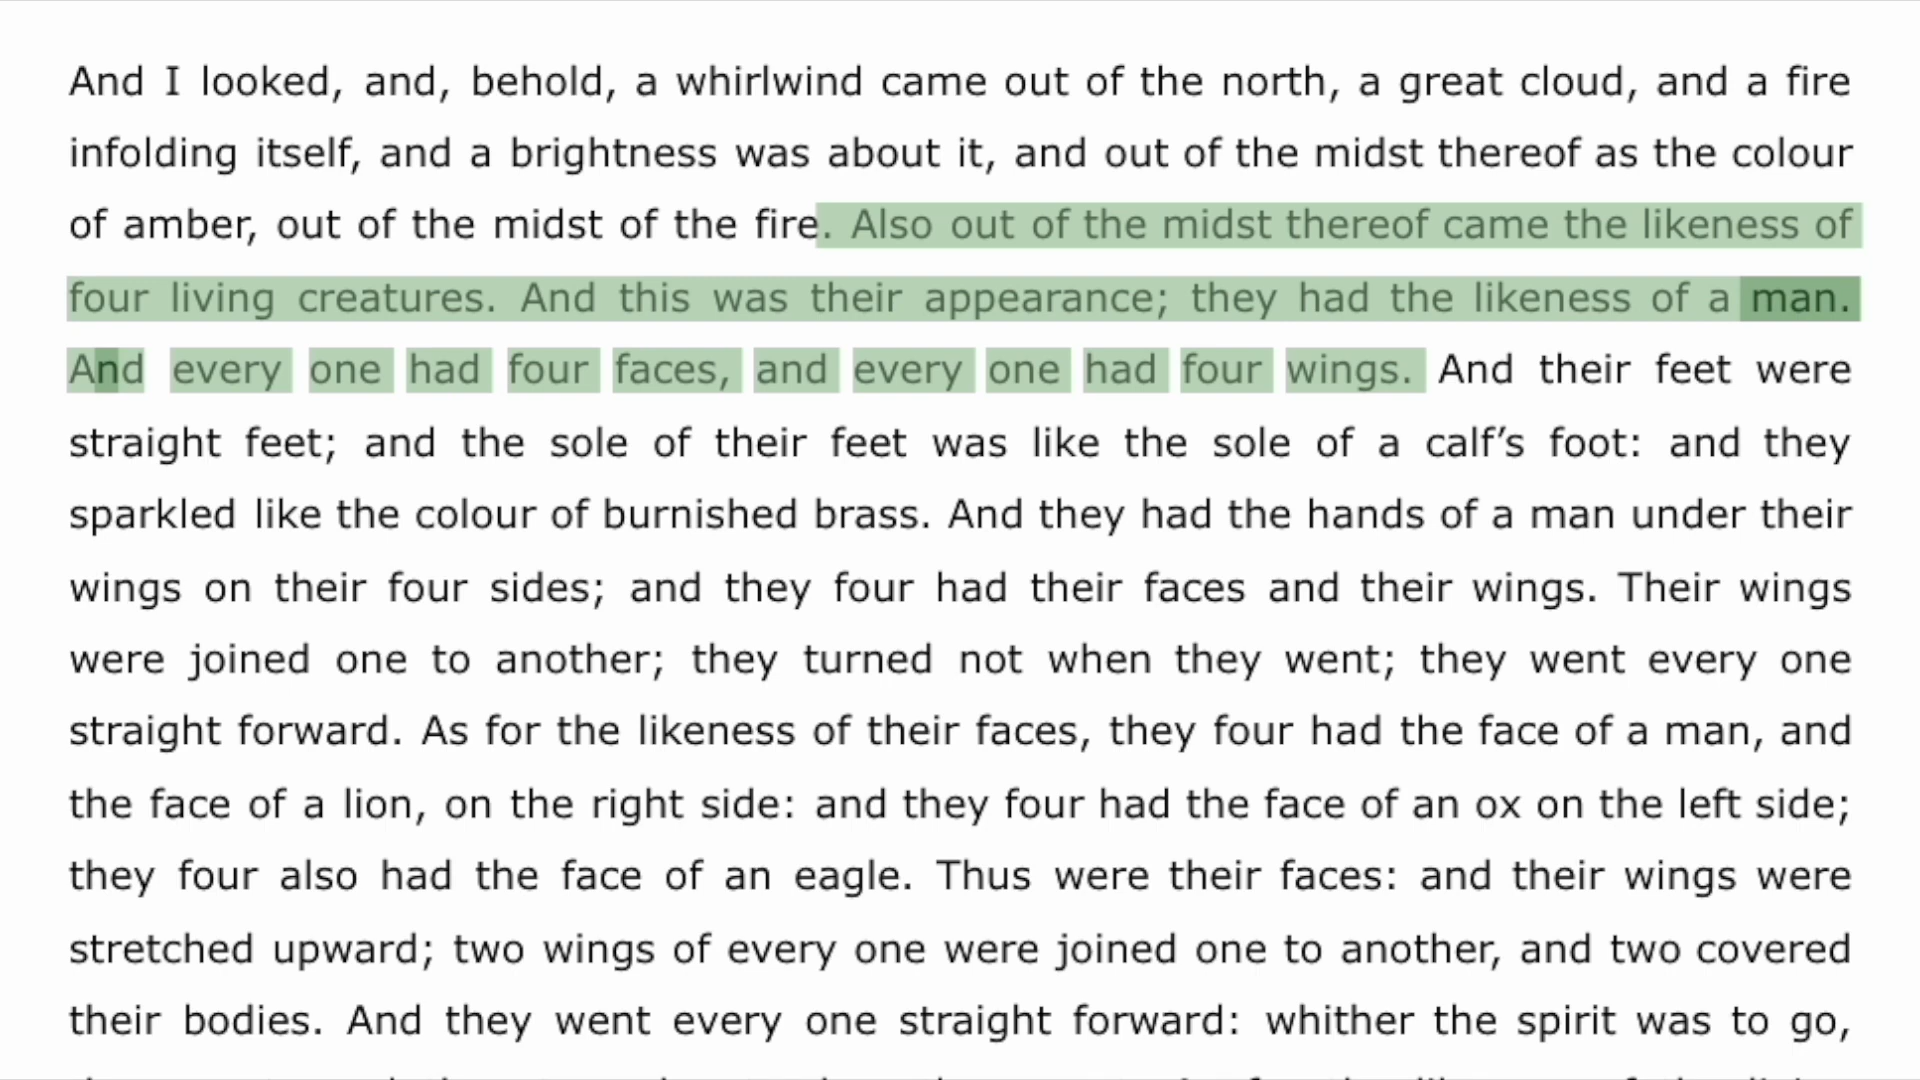 And I looked, and, behold, a whirlwind came out of the north, a great cloud, and a fire
infolding itself, and a brightness was about it, and out of the midst thereof as the colour
of amber, out of the midst of the fire. Also out of the midst thereof came the likeness of
four living creatures. And this was their appearance; they had the likeness of a man.
And every one had four faces, and every one had four wings. And their feet were
straight feet; and the sole of their feet was like the sole of a calf’s foot: and they
sparkled like the colour of burnished brass. And they had the hands of a man under their
wings on their four sides; and they four had their faces and their wings. Their wings
were joined one to another; they turned not when they went; they went every one
straight forward. As for the likeness of their faces, they four had the face of a man, and
the face of a lion, on the right side: and they four had the face of an ox on the left side;
they four also had the face of an eagle. Thus were their faces: and their wings were
stretched upward; two wings of every one were joined one to another, and two covered
their bodies. And they went every one straight forward: whither the spirit was to go,